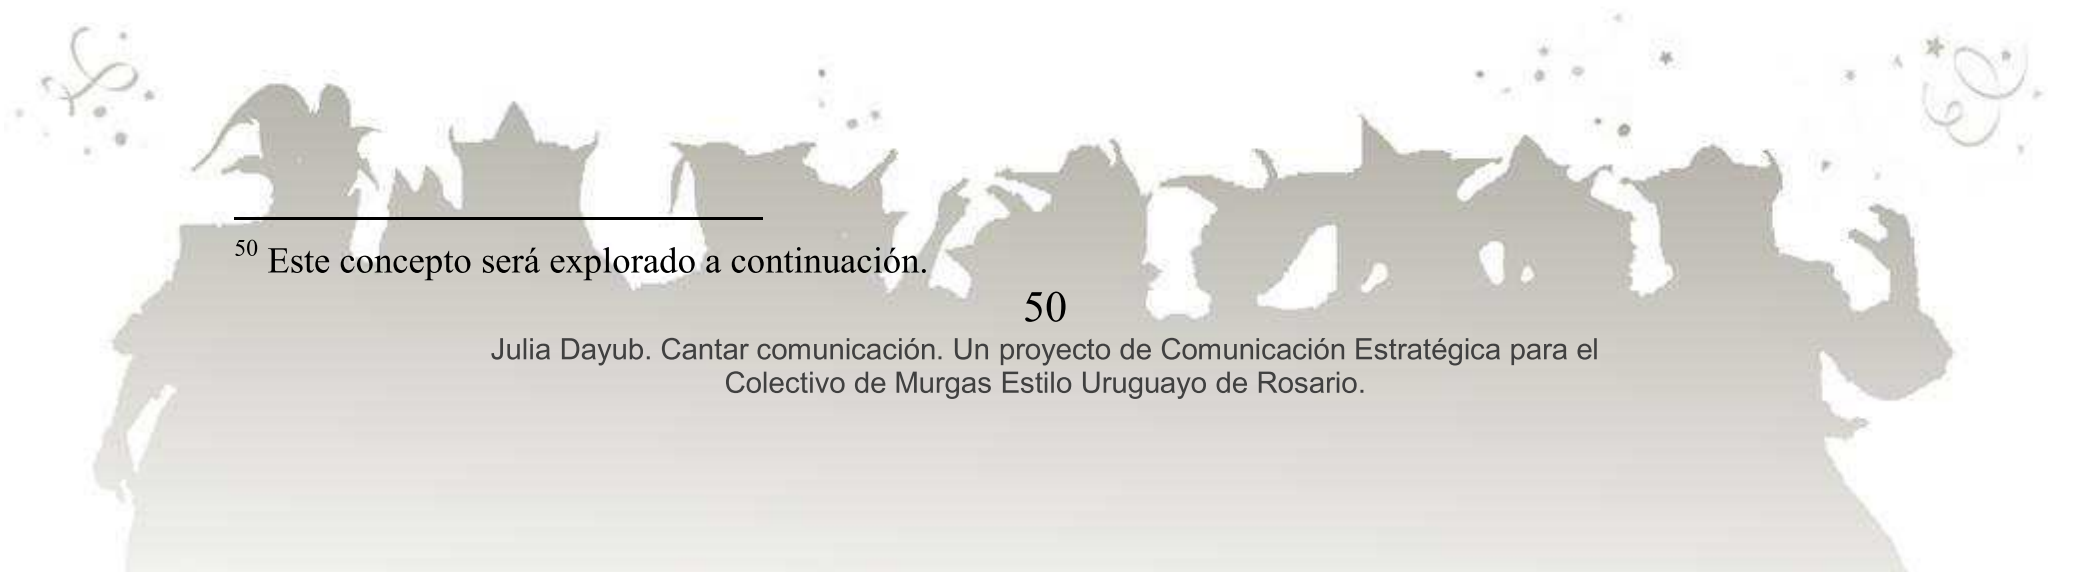 50 Este concepto será explorado a continuación.
50
Julia Dayub. Cantar comunicación. Un proyecto de Comunicación Estratégica para el
Colectivo de Murgas Estilo Uruguayo de Rosario.